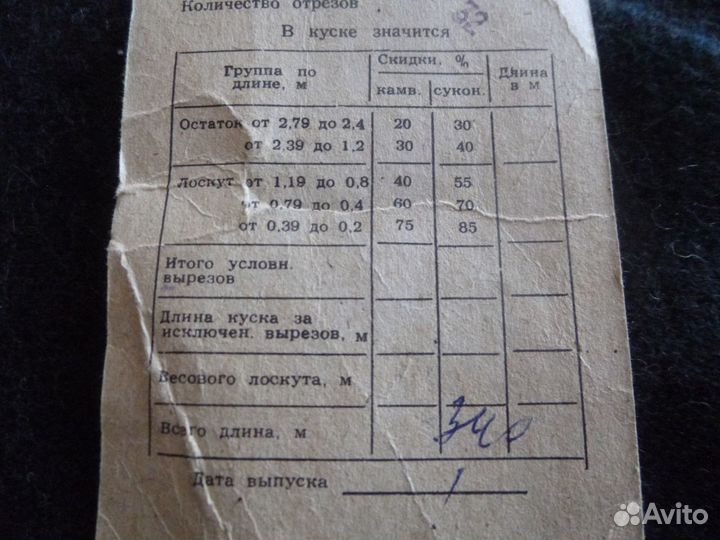 Количество отрезов
В куске значится
Группа по длине, м Скидки, % Длина в м
камв. сукон.
Остаток от 2,79 до 2,4 20 30
от 2,39 до 1,2 30 40
Лоскут от 1,19 до 0,8 40 55
от 0,79 до 0,4 60 70
от 0,39 до 0,2 75 85
Итого условн.
вырезов
Длина куска за
исключен. вырезов, м
Весового лоскута, м
Всего длина, м
Дата выпуска
Avito